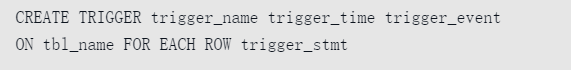 CREATE TRIGGER trigger_name trigger_time trigger_event
ON tbl_name FOR EACH ROW trigger_stmt